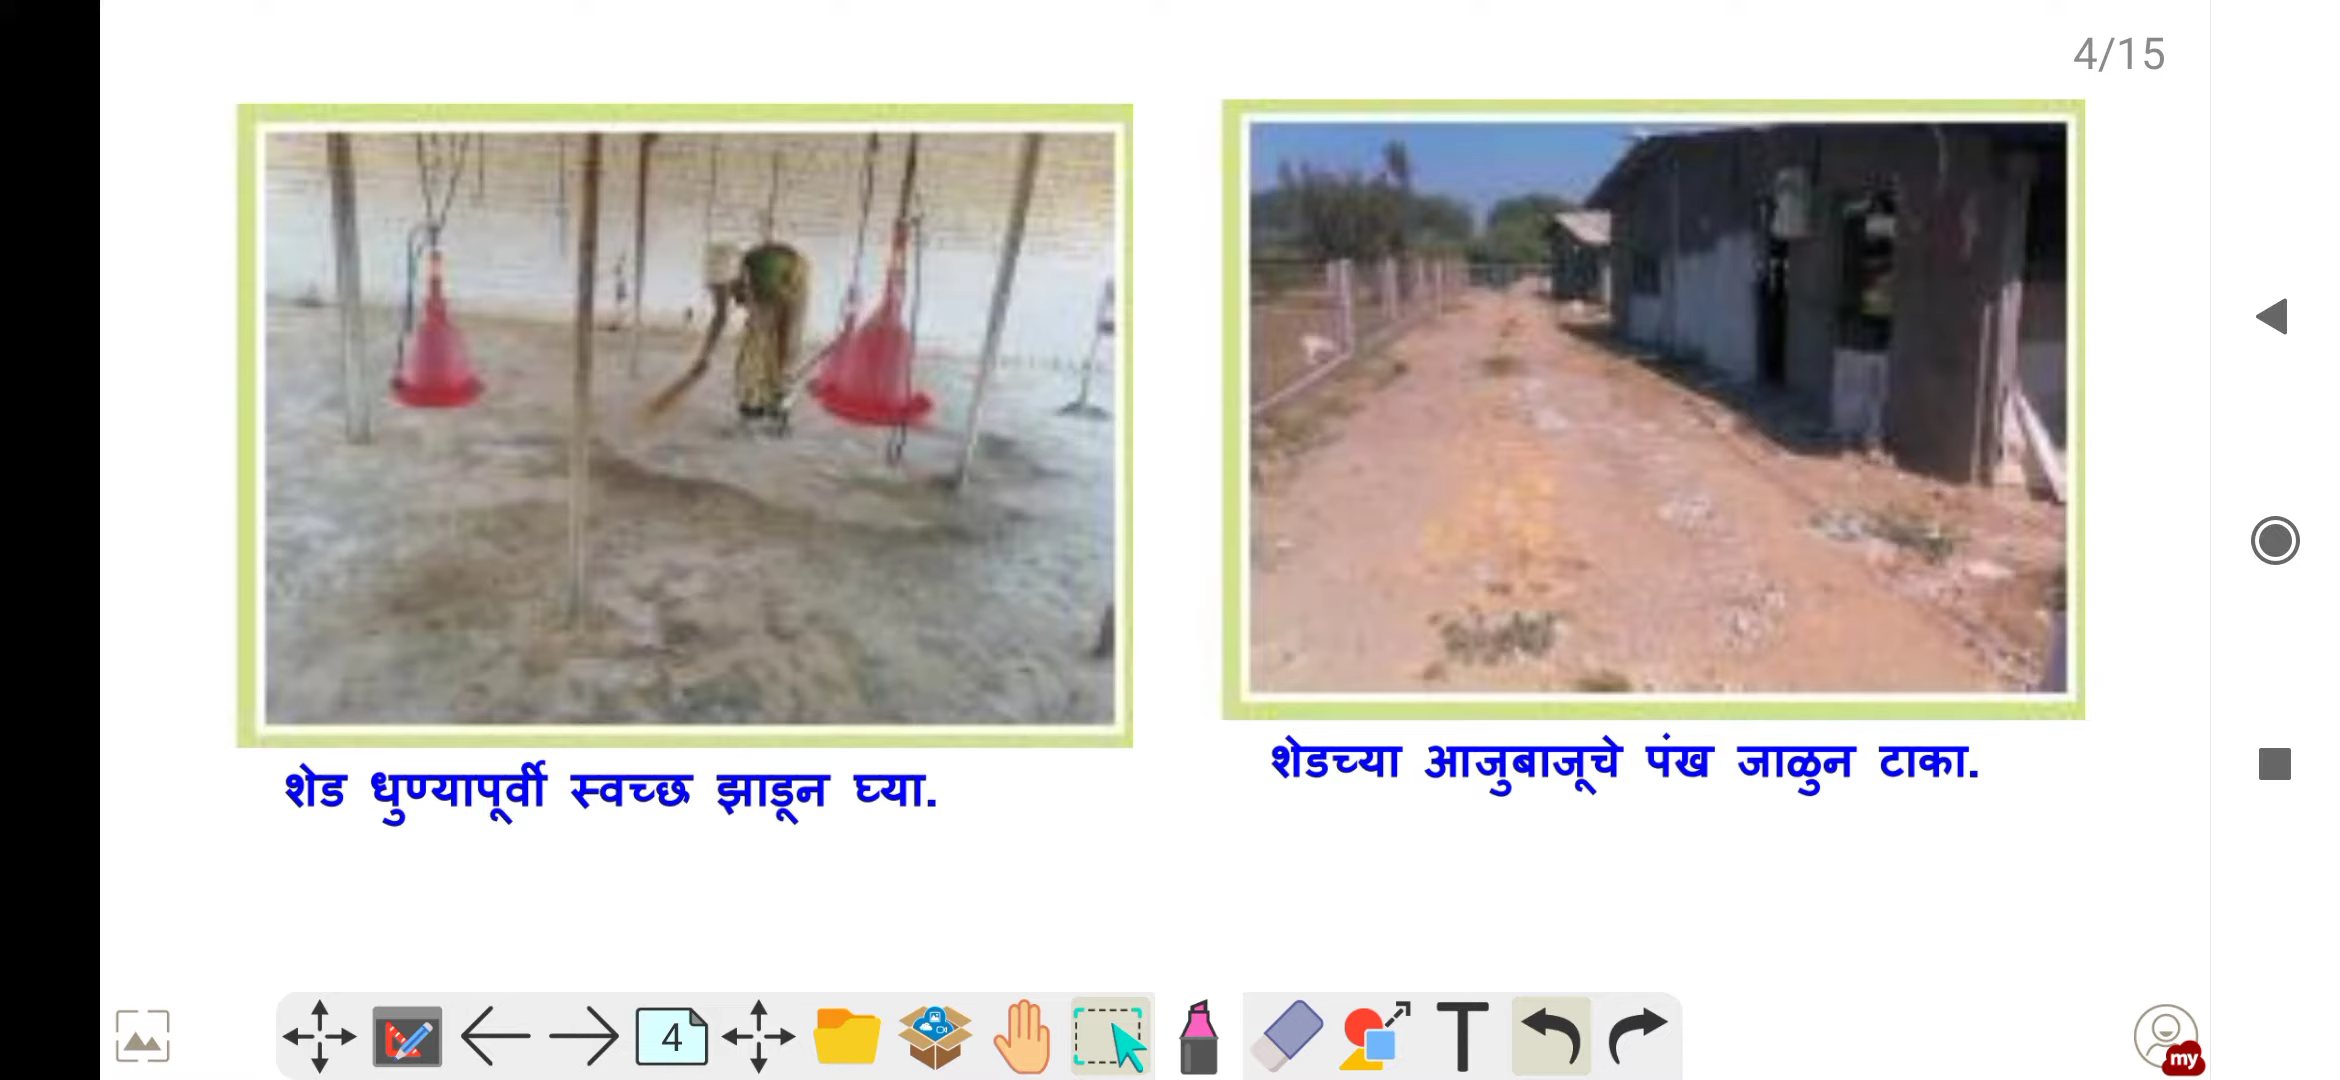 4/15
शेड धुण्यापूर्वी स्वच्छ झाडून घ्या.
शेडच्या आजुबाजूचे पंख जाळुन टाका.
4
T
my